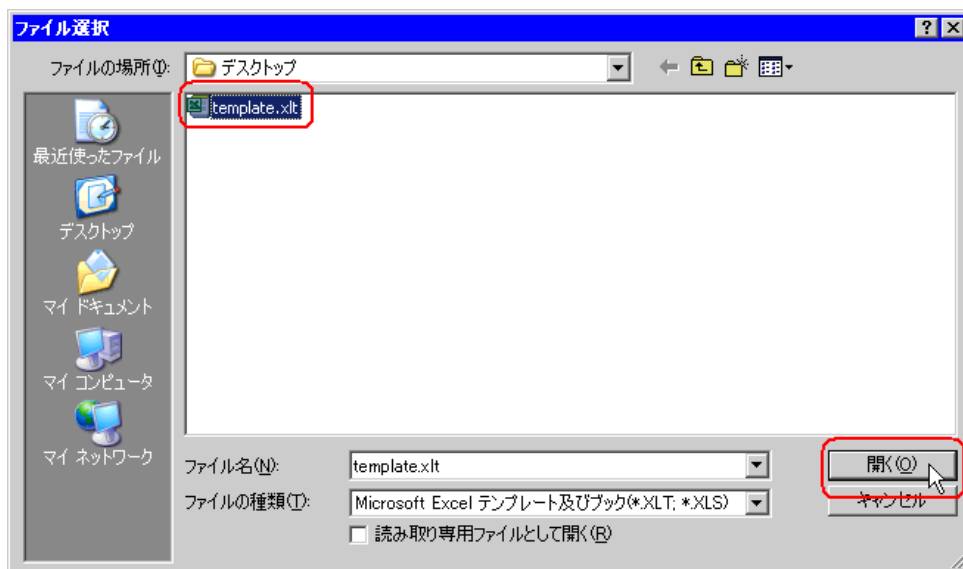 ファイル選択
ファイルの場所(I):
デスクトップ
template.xlt
最近使ったファイル
デスクトップ
マイ ドキュメント
マイ コンピュータ
マイ ネットワーク
ファイル名(N):
template.xlt
開く(O)
ファイルの種類(T):
Microsoft Excel テンプレート及びブック(*.XLT; *.XLS)
キャンセル
読み取り専用ファイルとして開く(R)